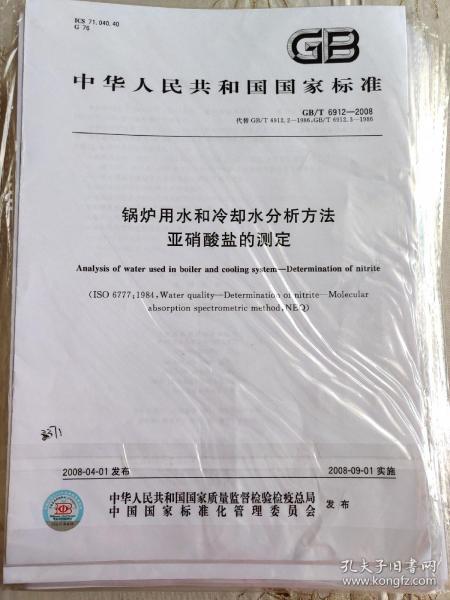 ICS 71.040.40
G 76
GB
中华人民共和国国家标准
GB/T 6912—2008
代替 GB/T 6912.2—1986,GB/T 6912.3—1986
锅炉用水和冷却水分析方法
亚硝酸盐的测定
Analysis of water used in boiler and cooling system—Determination of nitrite
(ISO 6777:1984, Water quality—Determination of nitrite—Molecular
absorption spectrometric method, NEQ)
2008-04-01 发布
2008-09-01 实施
中华人民共和国国家质量监督检验检疫总局
中国国家标准化管理委员会
发布
孔夫子旧书网
www.kongfz.com